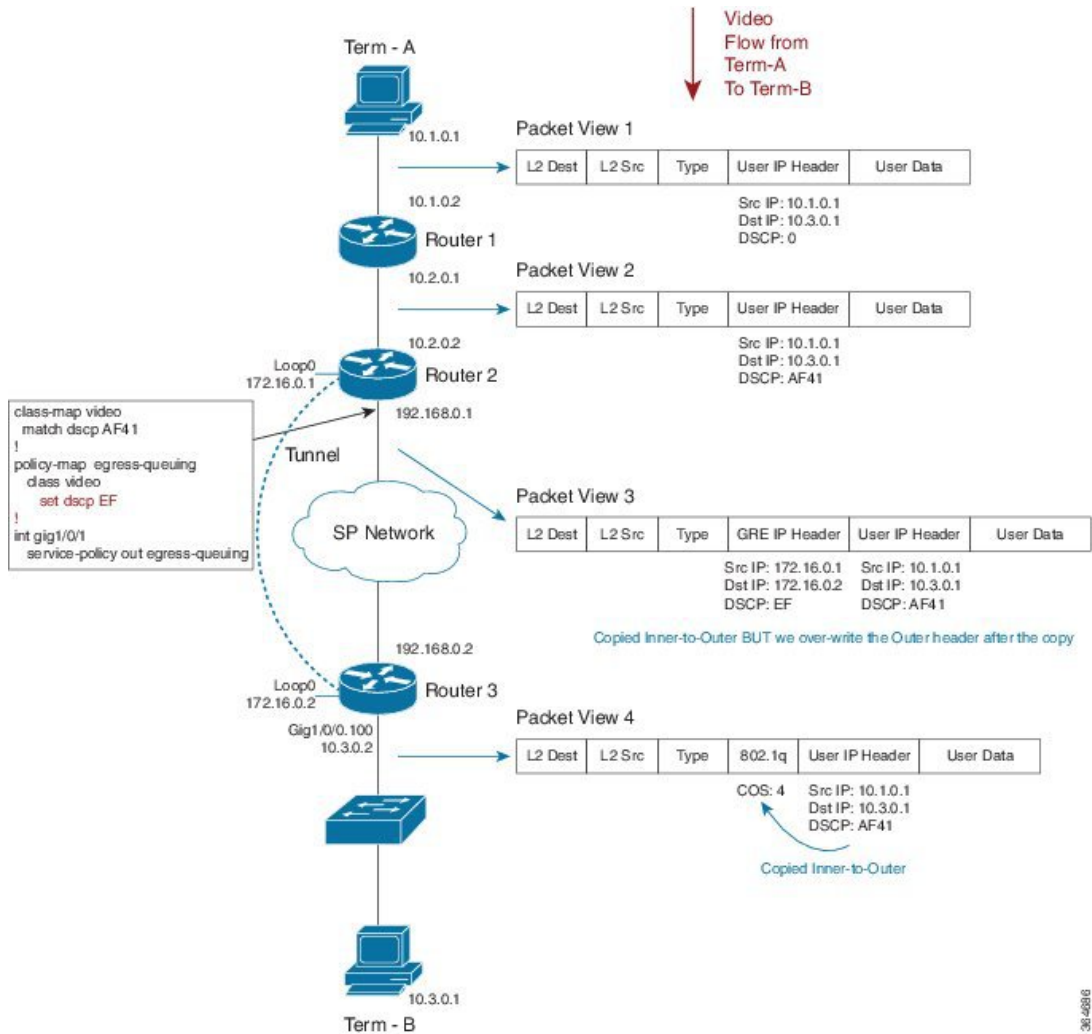 Video
Flow from
Term-A
To Term-B
Term - A
10.1.0.1
Packet View 1
L2 Dest L2 Src Type User IP Header User Data
Src IP: 10.1.0.1
Dst IP: 10.3.0.1
DSCP: 0
10.1.0.2
Router 1
10.2.0.1
Packet View 2
L2 Dest L2 Src Type User IP Header User Data
Src IP: 10.1.0.1
Dst IP: 10.3.0.1
DSCP: AF41
10.2.0.2
Loop0
172.16.0.1
Router 2
192.168.0.1
class-map video
match dscp AF41
!
policy-map egress-queuing
class video
set dscp EF
!
int gig1/0/1
service-policy out egress-queuing
Tunnel
SP Network
Packet View 3
L2 Dest L2 Src Type GRE IP Header User IP Header User Data
Src IP: 172.16.0.1
Dst IP: 172.16.0.2
DSCP: EF
Src IP: 10.1.0.1
Dst IP: 10.3.0.1
DSCP: AF41
Copied Inner-to-Outer BUT we over-write the Outer header after the copy
192.168.0.2
Loop0
172.16.0.2
Router 3
Gig1/0/0.100
10.3.0.2
Packet View 4
L2 Dest L2 Src Type 802.1q User IP Header User Data
COS: 4
Src IP: 10.1.0.1
Dst IP: 10.3.0.1
DSCP: AF41
Copied Inner-to-Outer
10.3.0.1
Term - B